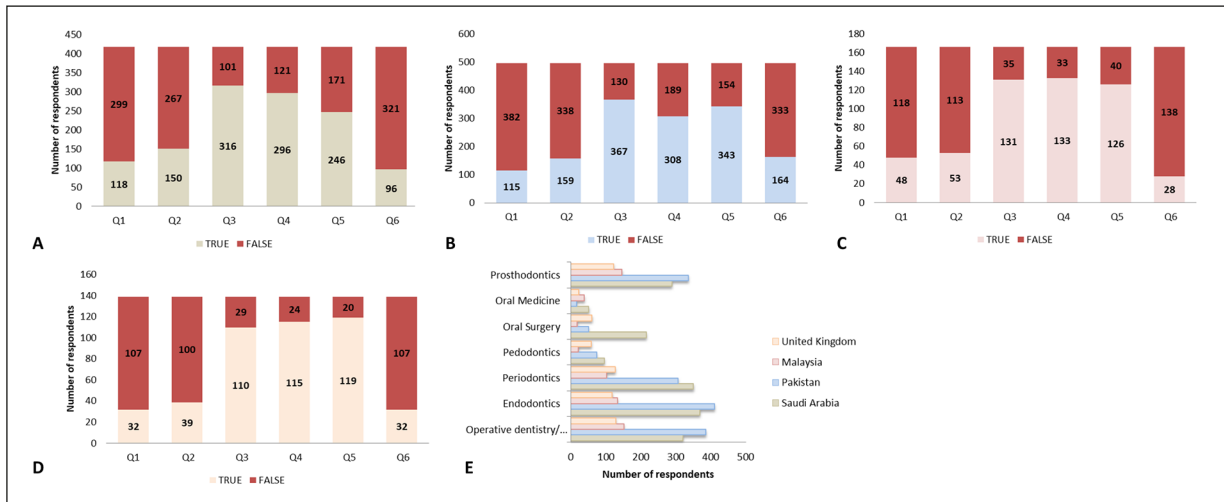 Number of respondents
450
400
350
300
250
200
150
100
50
0
299 267 101 121 171 321
118 150 316 296 246 96
Q1 Q2 Q3 Q4 Q5 Q6
TRUE FALSE
A
Number of respondents
600
500
400
300
200
100
0
382 338 130 189 154 333
115 159 367 308 343 164
Q1 Q2 Q3 Q4 Q5 Q6
TRUE FALSE
B
Number of respondents
180
160
140
120
100
80
60
40
20
0
118 113 35 33 40 138
48 53 131 133 126 28
Q1 Q2 Q3 Q4 Q5 Q6
TRUE FALSE
C
Number of respondents
160
140
120
100
80
60
40
20
0
107 100 29 24 20 107
32 39 110 115 119 32
Q1 Q2 Q3 Q4 Q5 Q6
TRUE FALSE
D
Prosthodontics
Oral Medicine
Oral Surgery
Pedodontics
Periodontics
Endodontics
Operative dentistry/...
0 100 200 300 400 500
Number of respondents
United Kingdom
Malaysia
Pakistan
Saudi Arabia
E